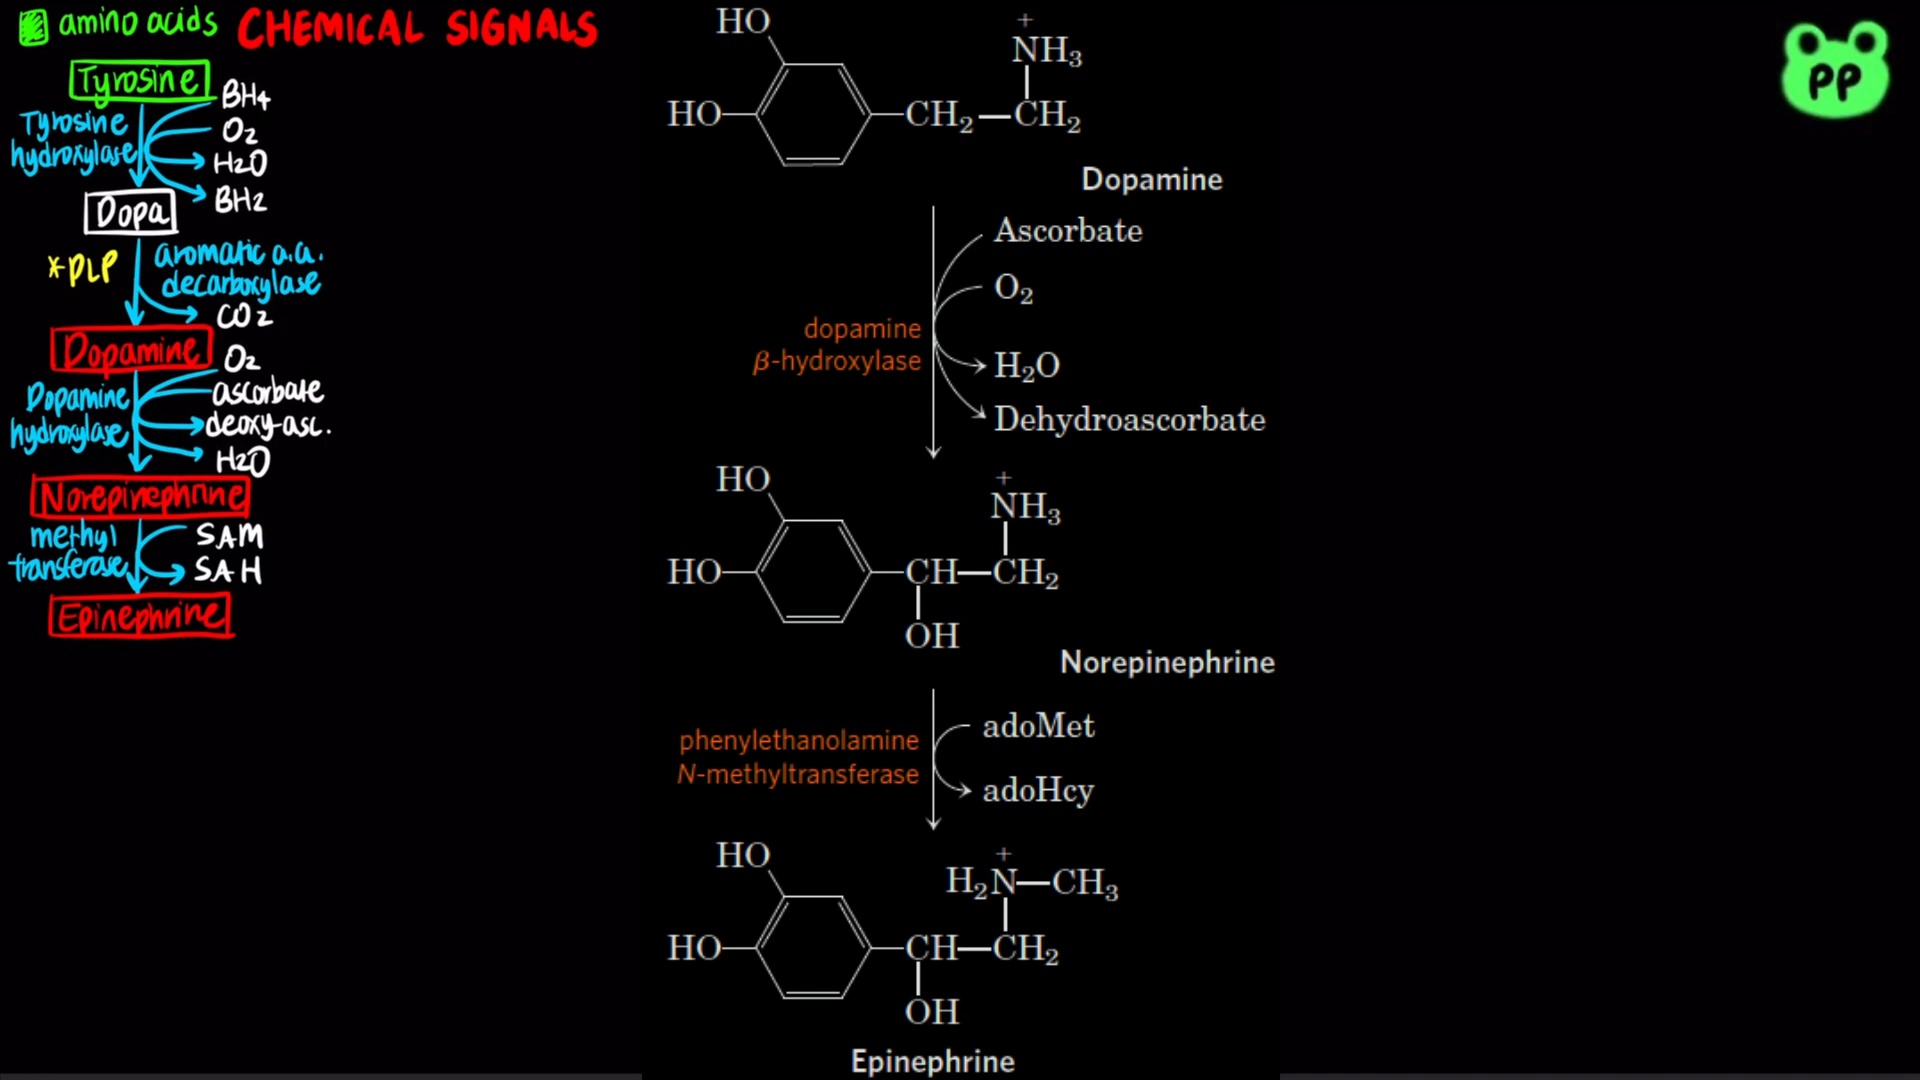 amino acids CHEMICAL SIGNALS
Tyrosine
BH4
Tyrosine
hydroxylase
O2
H2O
BH2
Dopa
*PLP
aromatic a.a.
decarboxylase
CO2
Dopamine
O2
Dopamine
hydroxylase
ascorbate
deoxy-asc.
H2O
Norepinephrine
methyl
transferase
SAM
SAH
Epinephrine
HO
+
NH3
HO
CH2—CH2
Dopamine
Ascorbate
O2
dopamine
β-hydroxylase
H2O
Dehydroascorbate
HO
+
NH3
HO
CH—CH2
OH
Norepinephrine
adoMet
phenylethanolamine
N-methyltransferase
adoHcy
HO
+
H2N—CH3
HO
CH—CH2
OH
Epinephrine
PP